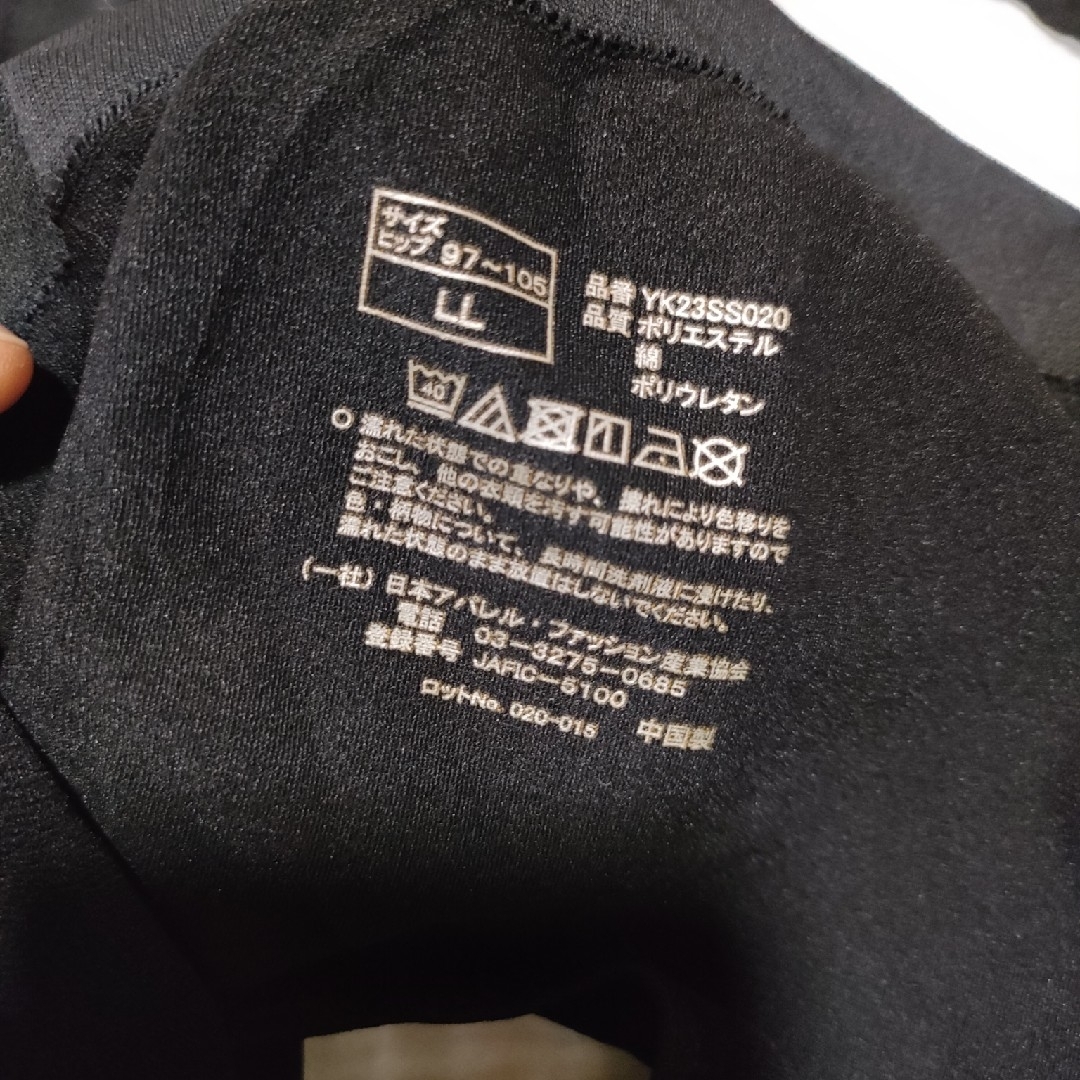 サイズ
ヒップ 97~105
LL
品番 YK23SS020
品質 ポリエステル
綿
ポリウレタン
40
○ 濡れた状態での重なりや、擦れにより色移りを
おこし、他の衣類を汚す可能性がありますので
ご注意ください。
色・柄物について、長時間洗剤液に浸けたり、
濡れた状態のまま放置はしないでください。
(一社) 日本アパレル・ファッション産業協会
電話 03-3275-0685
登録番号 JAFIC-5100
ロットNo. 020-015 中国製